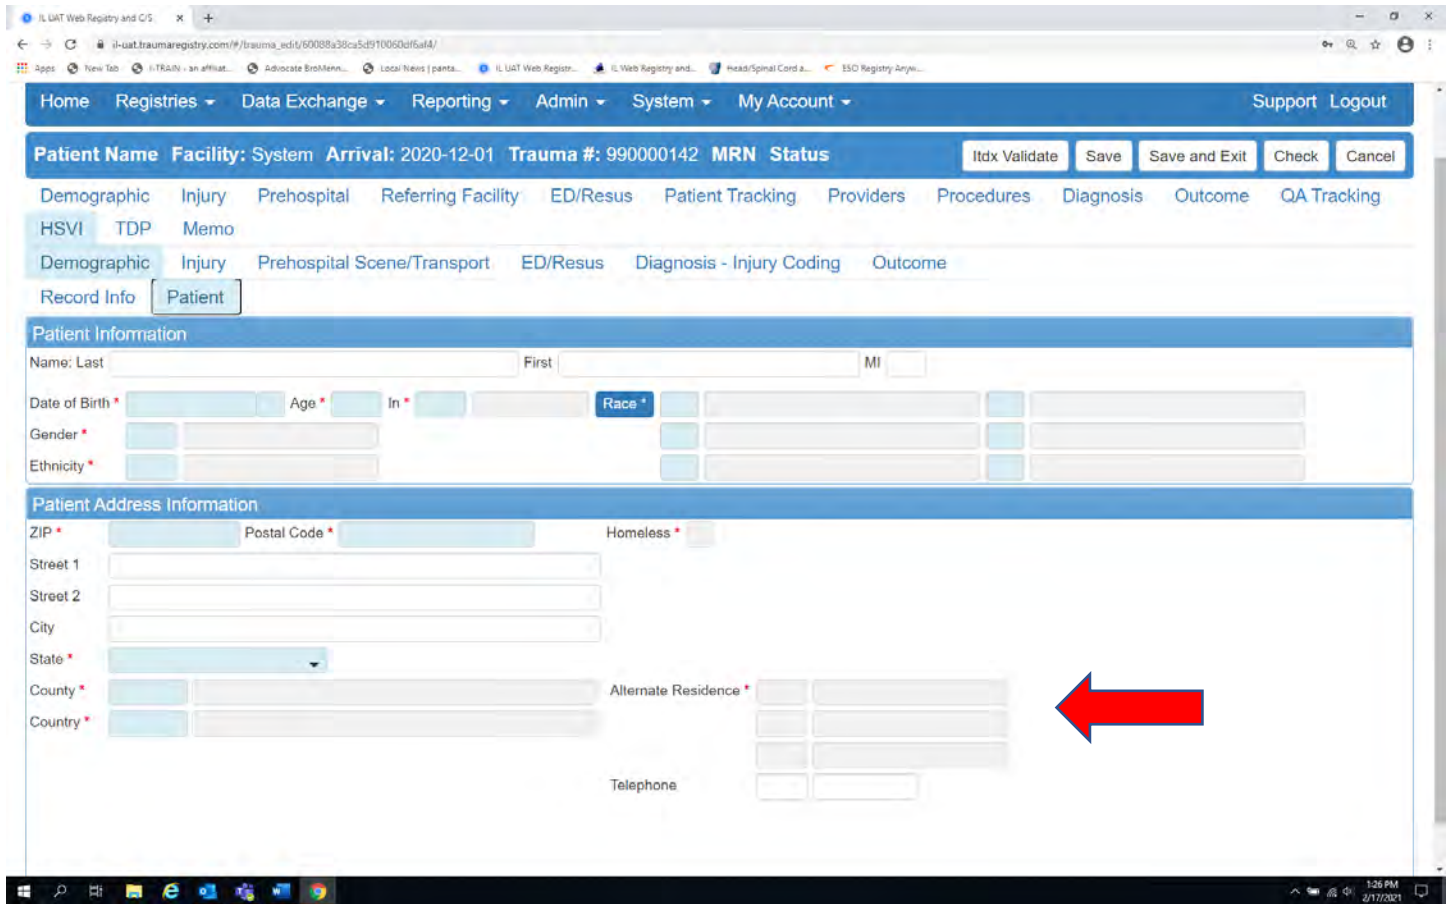 IL UAT Web Registry and C/S
il-uat.traumaregistry.com/#/trauma_edit/60088a38ca5d910060df6af4/
Apps New Tab I-TRAIN - an affiliat... Advocate BroMenn... Local News | panta... IL UAT Web Registr... IL Web Registry and... Head/Spinal Cord a... ESO Registry Anyw...
Home Registries Data Exchange Reporting Admin System My Account Support Logout
Patient Name Facility: System Arrival: 2020-12-01 Trauma #: 990000142 MRN Status Itdx Validate Save Save and Exit Check Cancel
Demographic Injury Prehospital Referring Facility ED/Resus Patient Tracking Providers Procedures Diagnosis Outcome QA Tracking
HSVI TDP Memo
Demographic Injury Prehospital Scene/Transport ED/Resus Diagnosis - Injury Coding Outcome
Record Info Patient
Patient Information
Name: Last First MI
Date of Birth * Age * In * Race *
Gender *
Ethnicity *
Patient Address Information
ZIP * Postal Code * Homeless *
Street 1
Street 2
City
State *
County * Alternate Residence *
Country *
Telephone
1:26 PM
2/17/2021